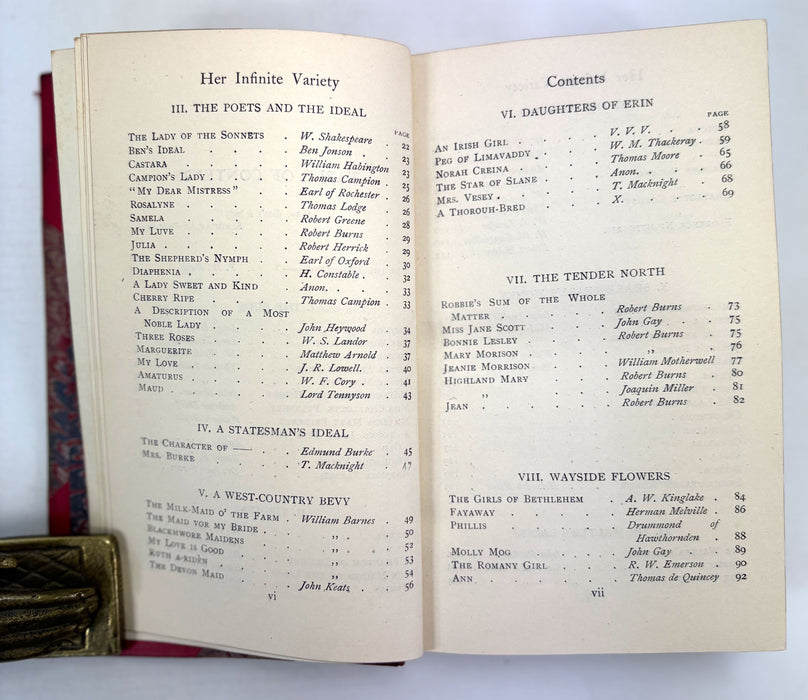 Her Infinite Variety
III. THE POETS AND THE IDEAL
PAGE
THE LADY OF THE SONNETS . W. Shakespeare . 22
BEN'S IDEAL . . . . . Ben Jonson . . 23
CASTARA . . . . . William Habington 23
CAMPION'S LADY . . . . Thomas Campion . 25
"MY DEAR MISTRESS" . . Earl of Rochester . 26
ROSALYNE . . . . . Thomas Lodge . 26
SAMELA . . . . . Robert Greene . 28
MY LUVE . . . . . Robert Burns . 29
JULIA . . . . . . Robert Herrick . 29
THE SHEPHERD'S NYMPH . . Earl of Oxford . 30
DIAPHENIA . . . . . H. Constable . . 32
A LADY SWEET AND KIND . Anon. . . . 33
CHERRY RIPE . . . . Thomas Campion . 33
A DESCRIPTION OF A MOST
NOBLE LADY . . . . John Heywood . 34
THREE ROSES . . . . W. S. Landor . 37
MARGUERITE . . . . Matthew Arnold . 37
MY LOVE . . . . . J. R. Lowell. . 40
AMATURUS . . . . . W. F. Cory . . 41
MAUD . . . . . . Lord Tennyson . 43
IV. A STATESMAN'S IDEAL
THE CHARACTER OF —— . . Edmund Burke . 45
MRS. BURKE . . . . T. Macknight . 47
V. A WEST-COUNTRY BEVY
THE MILK-MAID O' THE FARM . William Barnes . 49
THE MAID VOR MY BRIDE . . ,, . . 50
BLACKMWORE MAIDENS . . ,, . . 52
MY LOVE IS GOOD . . . ,, . . 53
RUTH A-RIDEN . . . . ,, . . 54
THE DEVON MAID . . . John Keats . . 56
vi
Contents
VI. DAUGHTERS OF ERIN
PAGE
AN IRISH GIRL . . . . V. V. V. . . 58
PEG OF LIMAVADDY . . . W. M. Thackeray . 59
NORAH CREINA . . . . Thomas Moore . 65
THE STAR OF SLANE . . . Anon. . . . 66
MRS. VESEY . . . . . T. Macknight . 68
A THOROUH-BRED . . . X. . . . 69
VII. THE TENDER NORTH
ROBBIE'S SUM OF THE WHOLE
MATTER . . . . . Robert Burns . 73
MISS JANE SCOTT . . . John Gay . . 75
BONNIE LESLEY . . . . Robert Burns . 75
MARY MORISON . . . . ,, . 76
JEANIE MORRISON . . . William Motherwell 77
HIGHLAND MARY . . . . Robert Burns . 80
,, . . . . Joaquin Miller . 81
JEAN . . . . . . Robert Burns . 82
VIII. WAYSIDE FLOWERS
THE GIRLS OF BETHLEHEM . . A. W. Kinglake . 84
FAYAWAY . . . . . Herman Melville . 86
PHILLIS . . . . . Drummond of
Hawthornden . 88
MOLLY MOG . . . . . John Gay . . 89
THE ROMANY GIRL . . . R. W. Emerson . 90
ANN . . . . . . Thomas de Quincey 92
vii